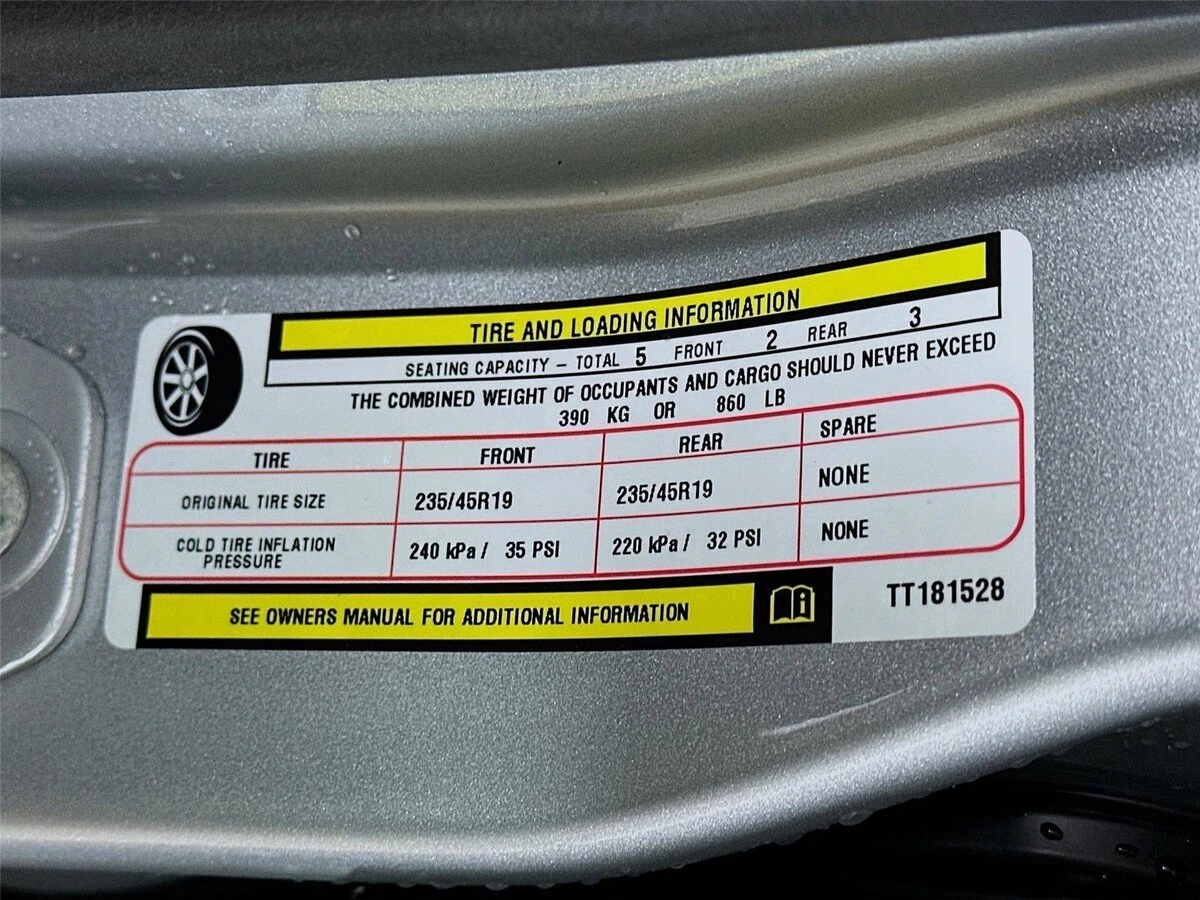 TIRE AND LOADING INFORMATION
SEATING CAPACITY – TOTAL 5 FRONT 2 REAR 3
THE COMBINED WEIGHT OF OCCUPANTS AND CARGO SHOULD NEVER EXCEED
390 KG OR 860 LB
TIRE FRONT REAR SPARE
ORIGINAL TIRE SIZE 235/45R19 235/45R19 NONE
COLD TIRE INFLATION PRESSURE 240 kPa / 35 PSI 220 kPa / 32 PSI NONE
SEE OWNERS MANUAL FOR ADDITIONAL INFORMATION
TT181528